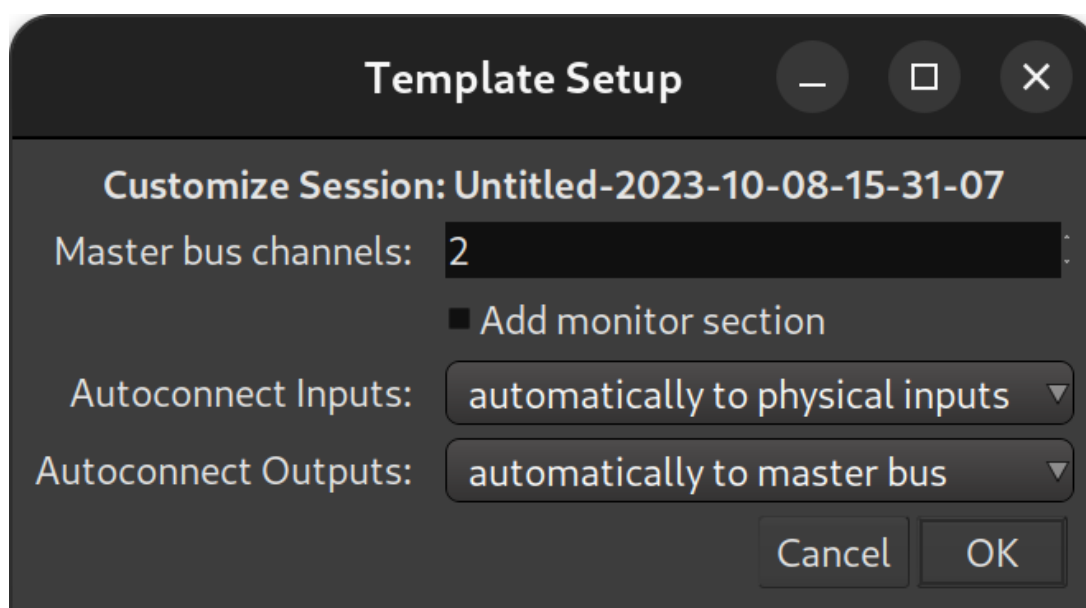 Template Setup
Customize Session: Untitled-2023-10-08-15-31-07
Master bus channels: 2
Add monitor section
Autoconnect Inputs: automatically to physical inputs
Autoconnect Outputs: automatically to master bus
Cancel OK